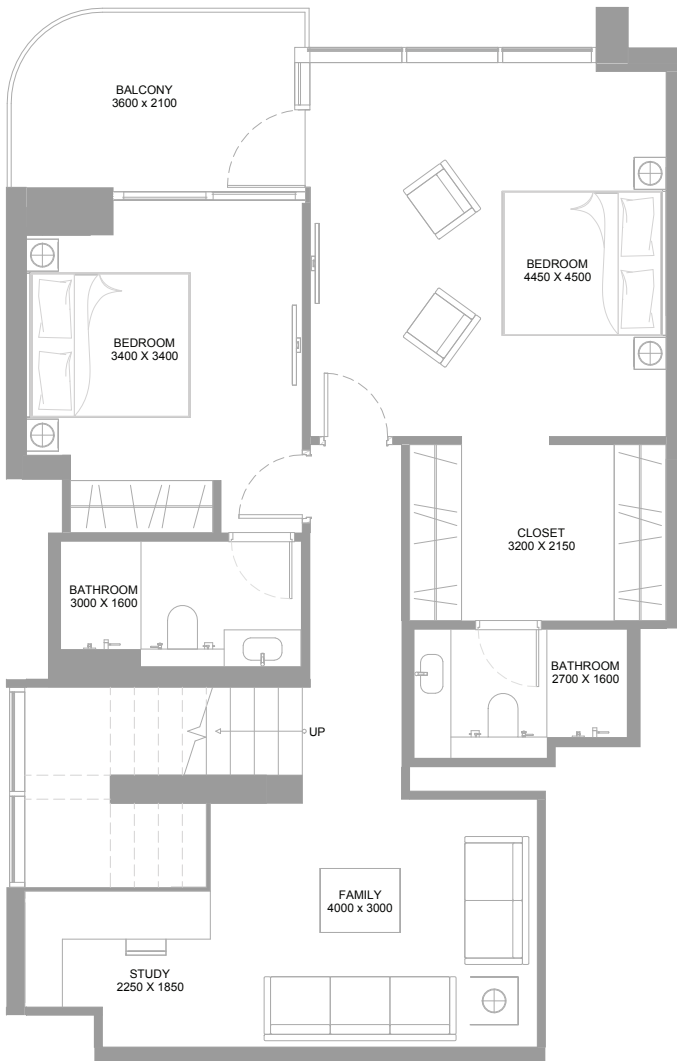 BALCONY
3600 x 2100
BEDROOM
4450 X 4500
BEDROOM
3400 X 3400
CLOSET
3200 X 2150
BATHROOM
3000 X 1600
BATHROOM
2700 X 1600
UP
FAMILY
4000 x 3000
STUDY
2250 X 1850